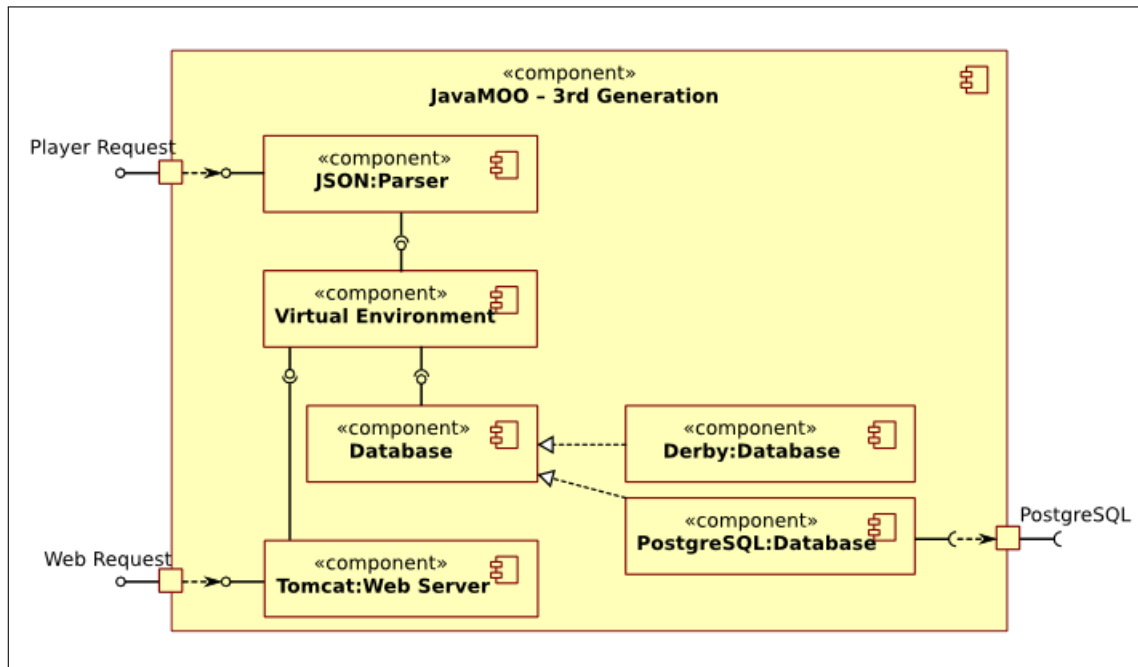 «component»
JavaMOO – 3rd Generation
Player Request
«component»
JSON:Parser
«component»
Virtual Environment
«component»
Database
«component»
Derby:Database
«component»
PostgreSQL:Database
PostgreSQL
Web Request
«component»
Tomcat:Web Server